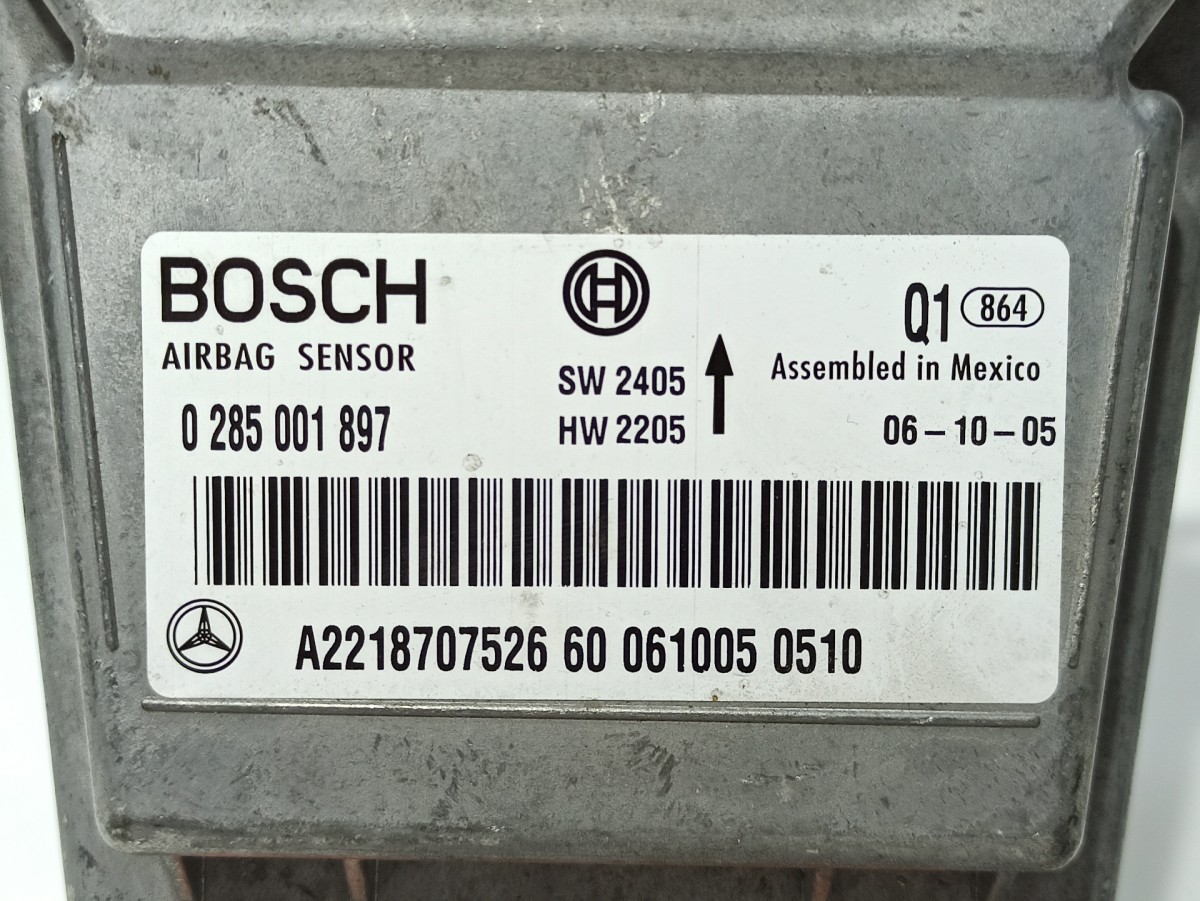 BOSCH
AIRBAG SENSOR
0 285 001 897
SW 2405
HW 2205
Q1 864
Assembled in Mexico
06-10-05
A2218707526 60 061005 0510